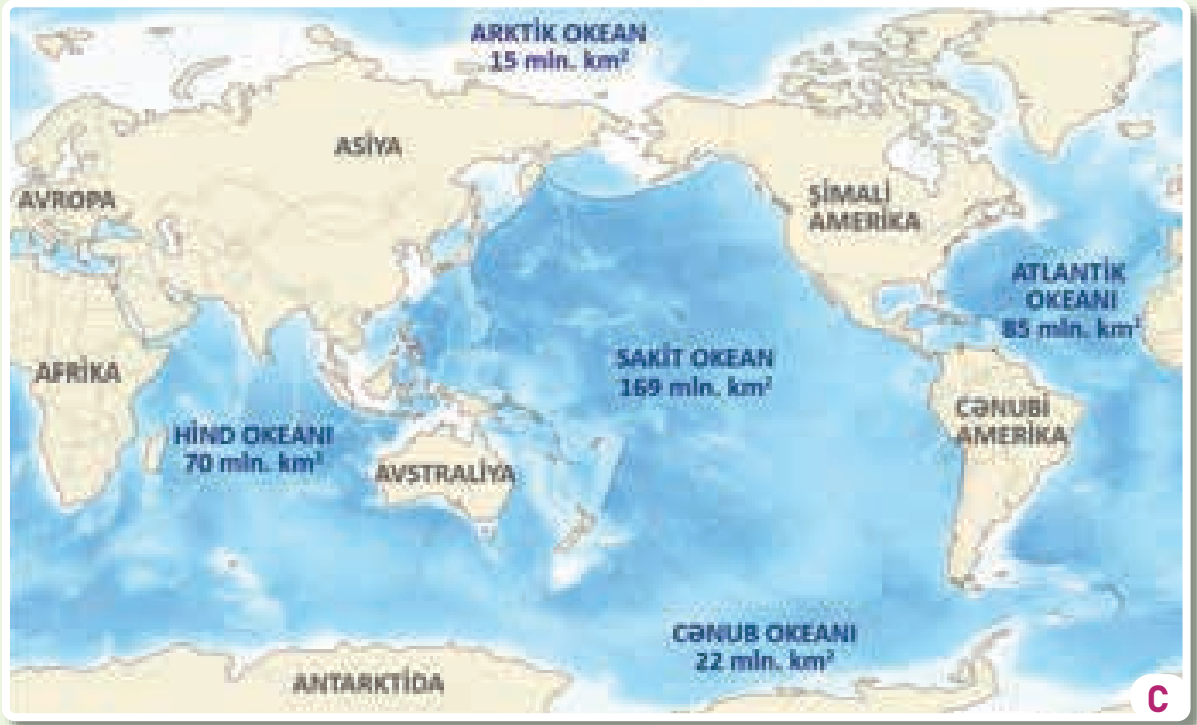 ARKTİK OKEAN
15 mln. km²
ASİYA
AVROPA
ŞİMALİ
AMERİKA
ATLANTİK
OKEANI
85 mln. km²
SAKİT OKEAN
169 mln. km²
AFRİKA
CƏNUBİ
AMERİKA
HİND OKEANI
70 mln. km²
AVSTRALİYA
CƏNUB OKEANI
22 mln. km²
ANTARKTİDA
C